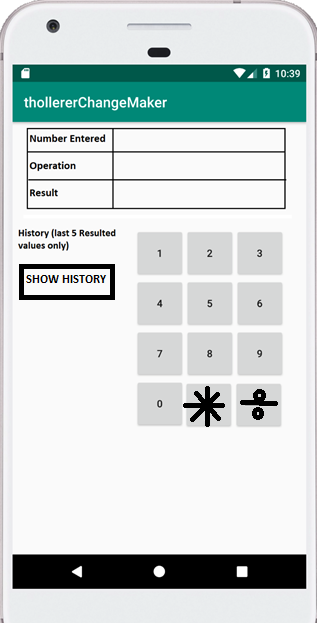 10:39
thollererChangeMaker
Number Entered
Operation
Result
History (last 5 Resulted
values only)
SHOW HISTORY
1 2 3
4 5 6
7 8 9
0 * ÷